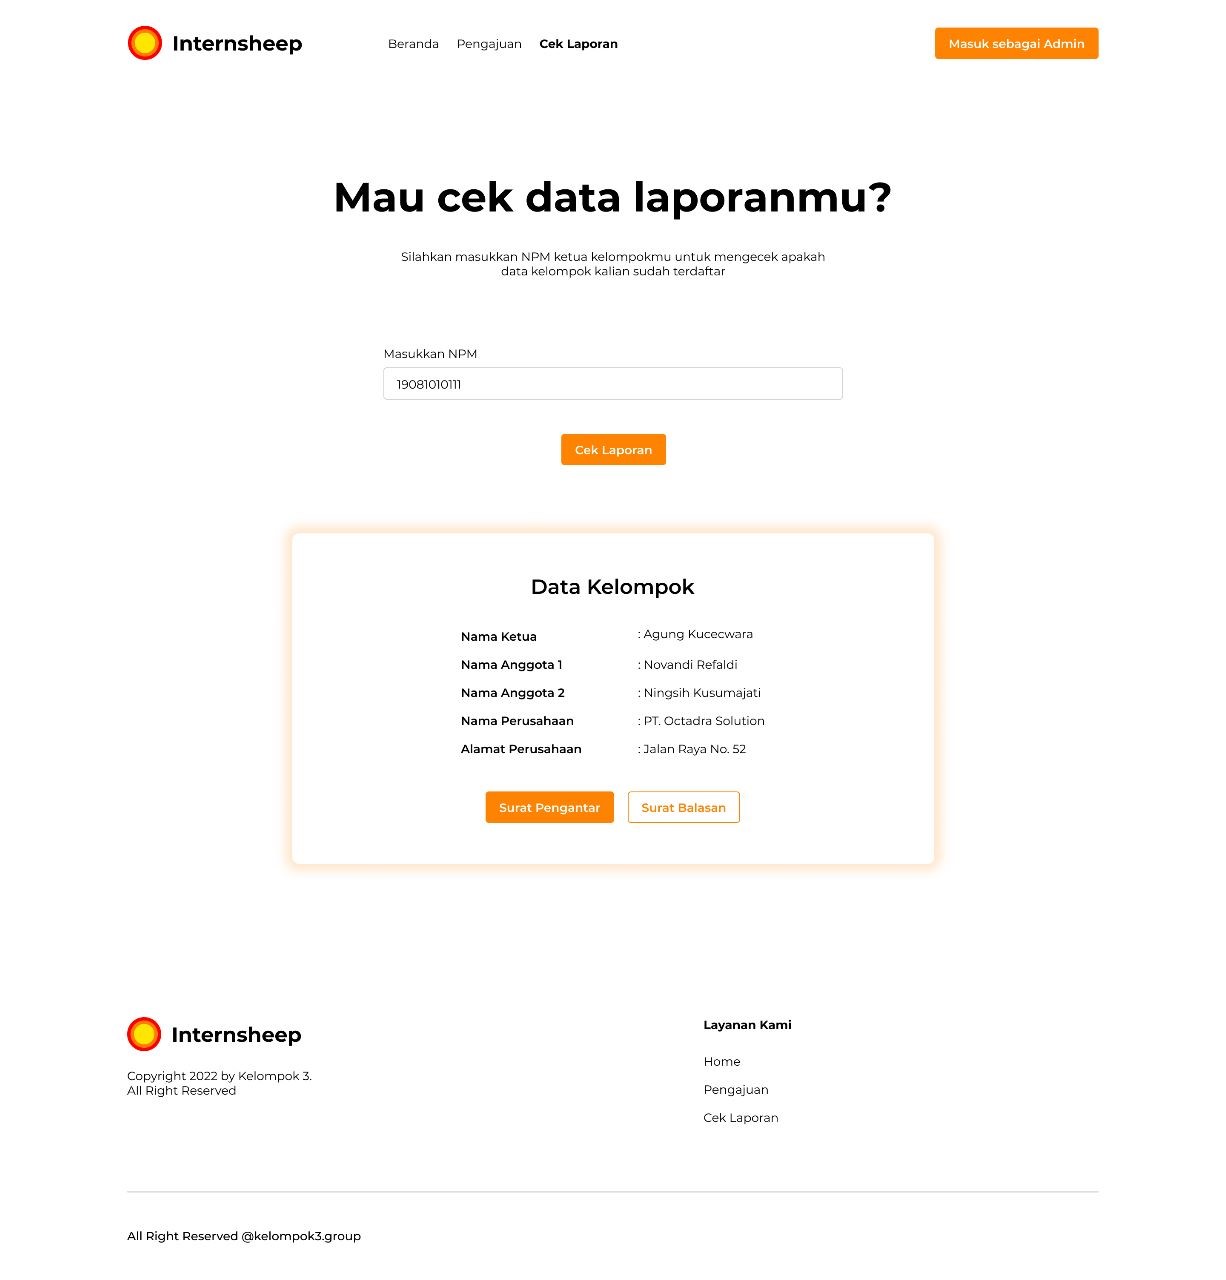 Internsheep
Beranda Pengajuan Cek Laporan
Masuk sebagai Admin
Mau cek data laporanmu?
Silahkan masukkan NPM ketua kelompokmu untuk mengecek apakah
data kelompok kalian sudah terdaftar
Masukkan NPM
19081010111
Cek Laporan
Data Kelompok
Nama Ketua : Agung Kucecwara
Nama Anggota 1 : Novandi Refaldi
Nama Anggota 2 : Ningsih Kusumajati
Nama Perusahaan : PT. Octadra Solution
Alamat Perusahaan : Jalan Raya No. 52
Surat Pengantar Surat Balasan
Internsheep
Copyright 2022 by Kelompok 3.
All Right Reserved
Layanan Kami
Home
Pengajuan
Cek Laporan
All Right Reserved @kelompok3.group